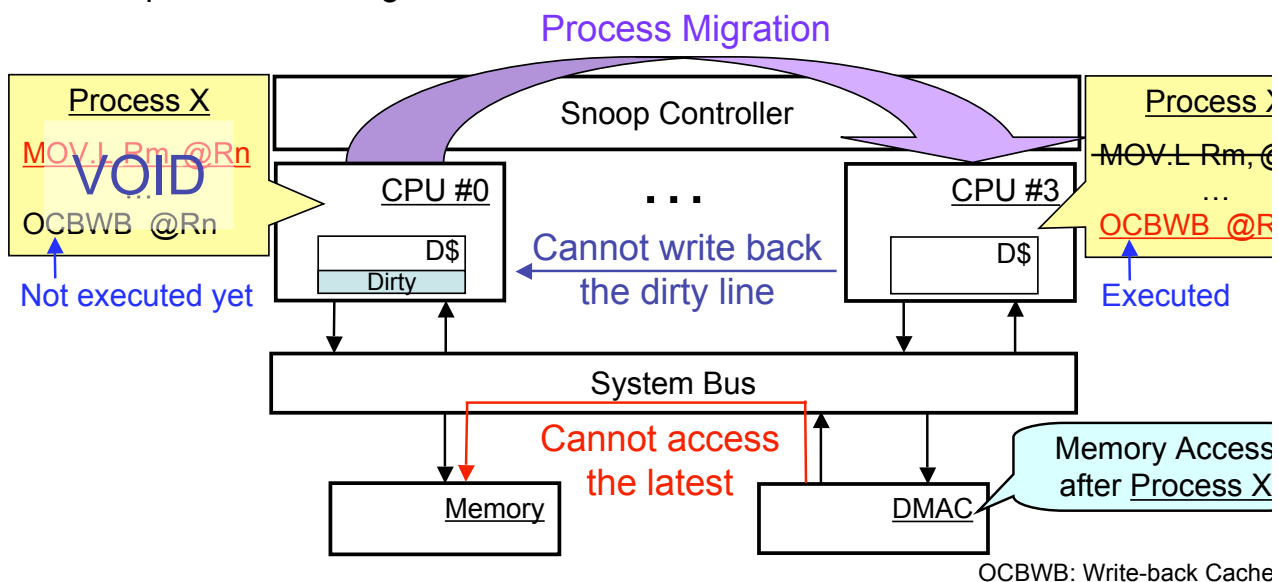 Process Migration
Process X
MOV.L Rm, @Rn
VOID
…
OCBWB @Rn
Not executed yet
Snoop Controller
CPU #0
D$
Dirty
...
Cannot write back
the dirty line
CPU #3
D$
Process X
MOV.L Rm, @
…
OCBWB @R
Executed
System Bus
Cannot access
the latest
Memory
DMAC
Memory Access
after Process X
OCBWB: Write-back Cache